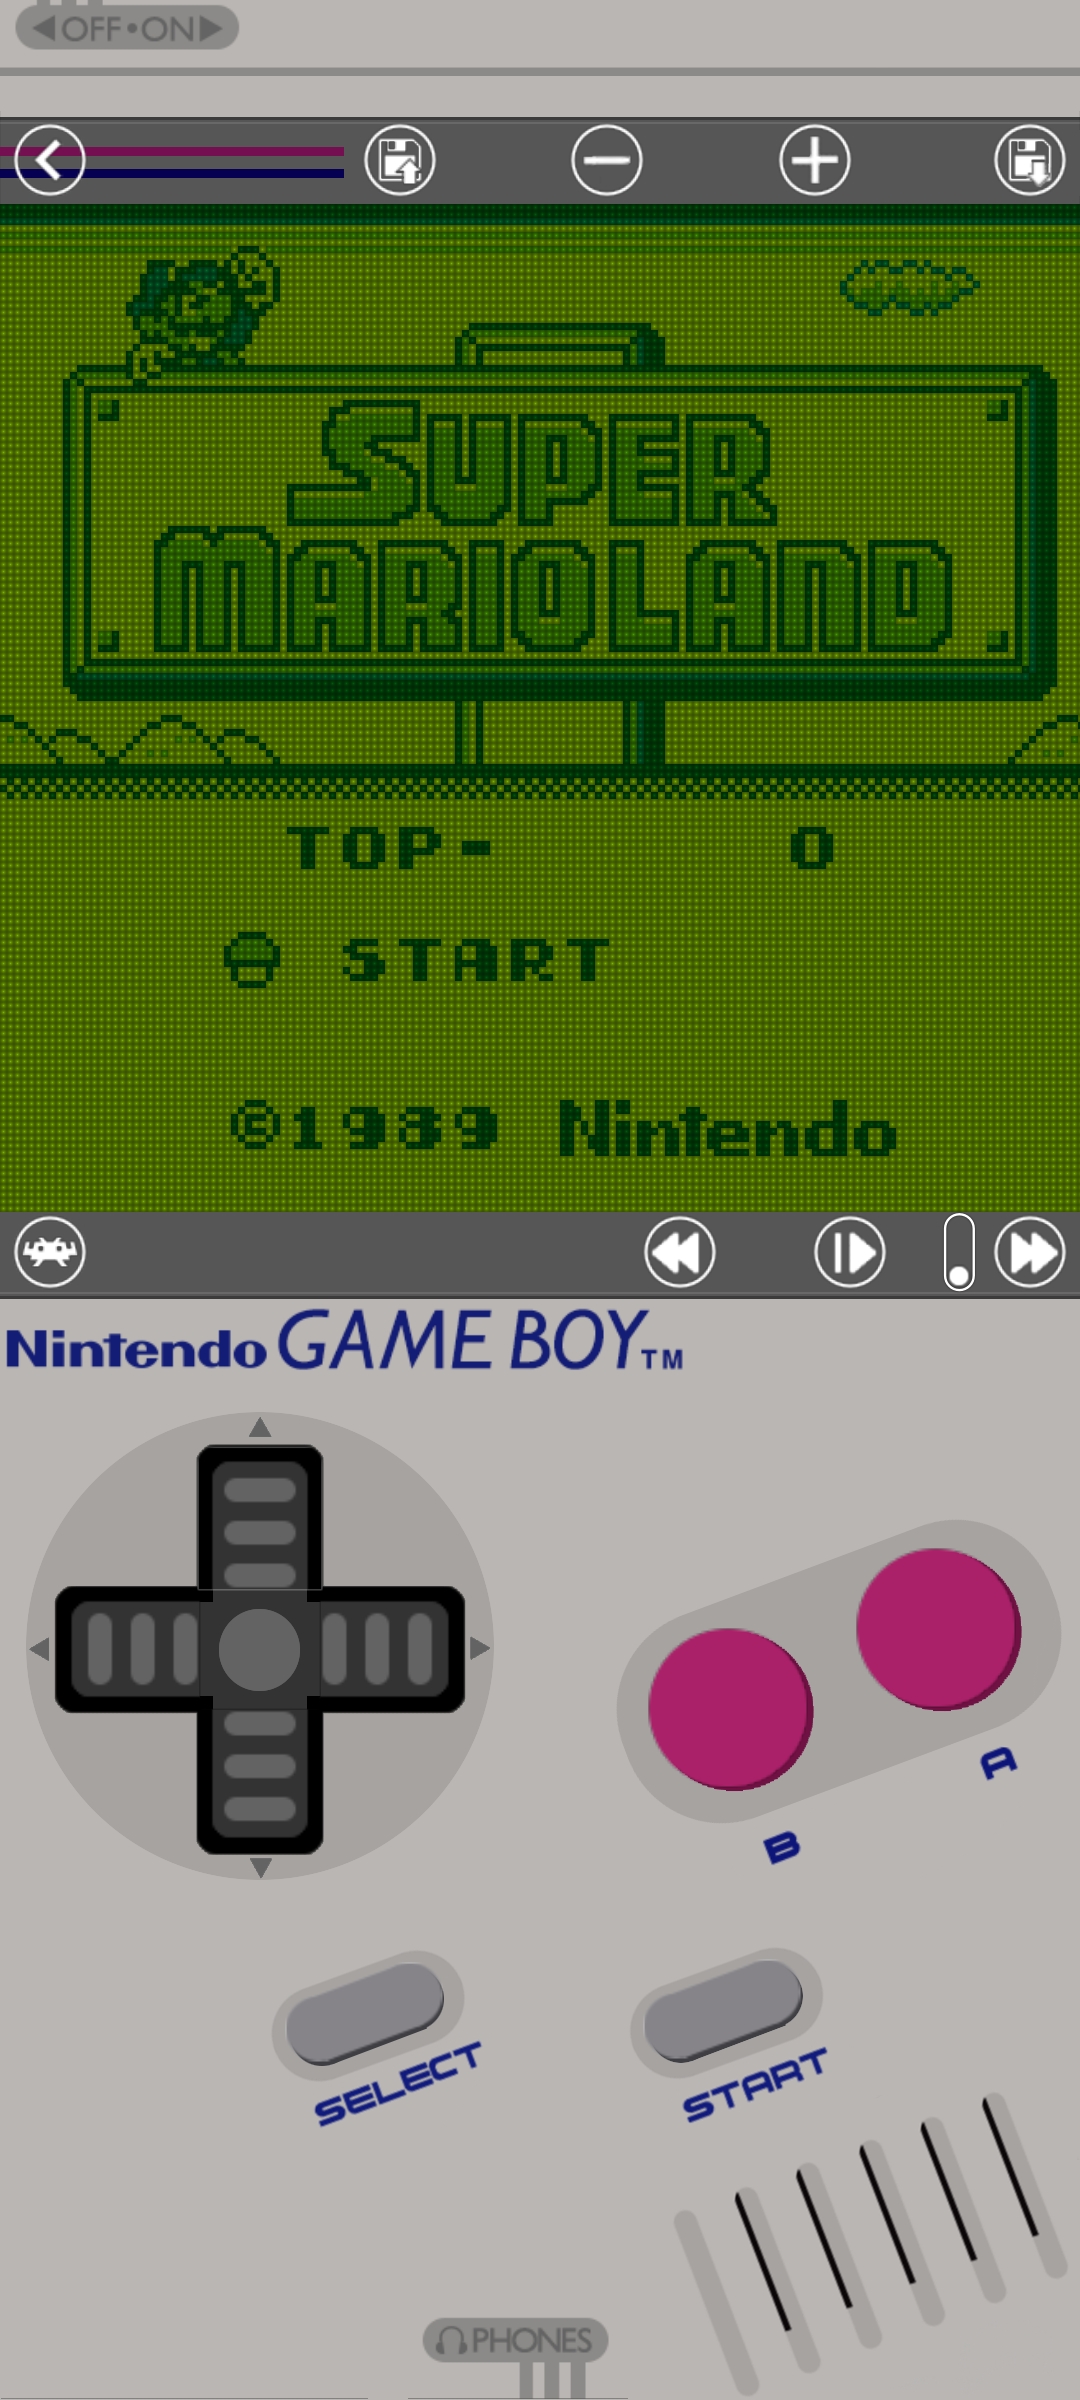 ◀OFF•ON▶
SUPER
MARIOLAND
TOP- 0
START
©1989 Nintendo
Nintendo GAME BOY TM
A
B
SELECT
START
PHONES